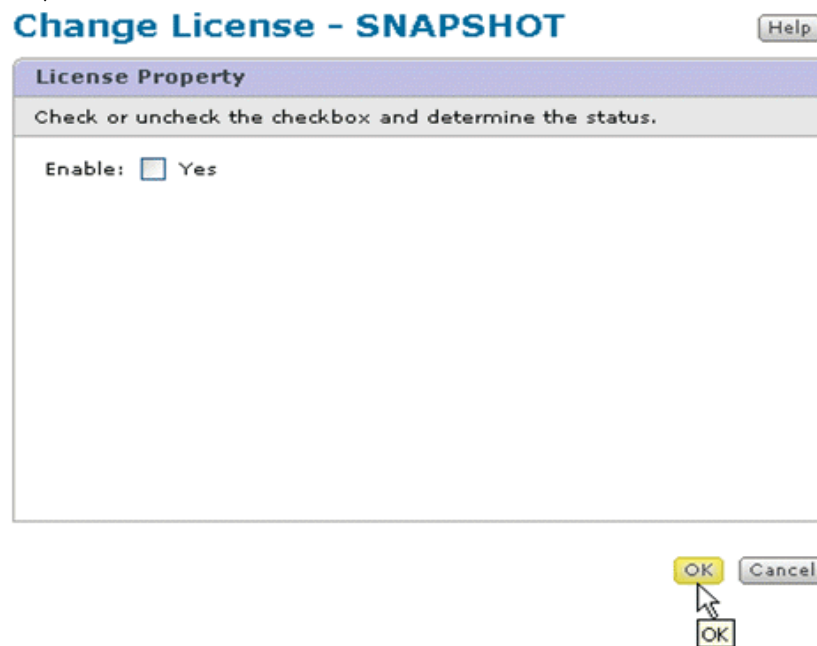 Change License - SNAPSHOT
Help
License Property
Check or uncheck the checkbox and determine the status.
Enable: Yes
OK Cancel
OK